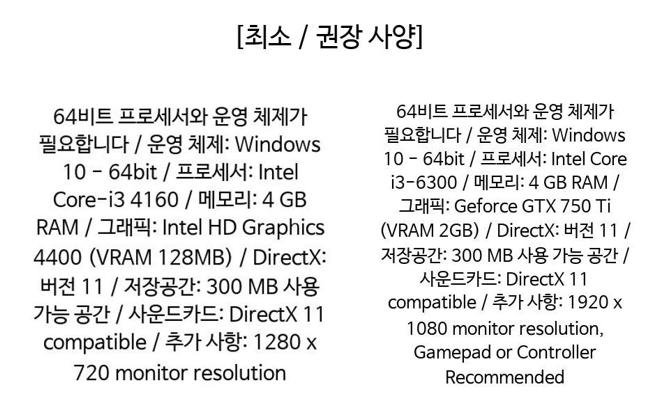 [최소 / 권장 사양]
64비트 프로세서와 운영 체제가
필요합니다 / 운영 체제: Windows
10 - 64bit / 프로세서: Intel
Core-i3 4160 / 메모리: 4 GB
RAM / 그래픽: Intel HD Graphics
4400 (VRAM 128MB) / DirectX:
버전 11 / 저장공간: 300 MB 사용
가능 공간 / 사운드카드: DirectX 11
compatible / 추가 사항: 1280 x
720 monitor resolution
64비트 프로세서와 운영 체제가
필요합니다 / 운영 체제: Windows
10 - 64bit / 프로세서: Intel Core
i3-6300 / 메모리: 4 GB RAM /
그래픽: Geforce GTX 750 Ti
(VRAM 2GB) / DirectX: 버전 11 /
저장공간: 300 MB 사용 가능 공간 /
사운드카드: DirectX 11
compatible / 추가 사항: 1920 x
1080 monitor resolution,
Gamepad or Controller
Recommended